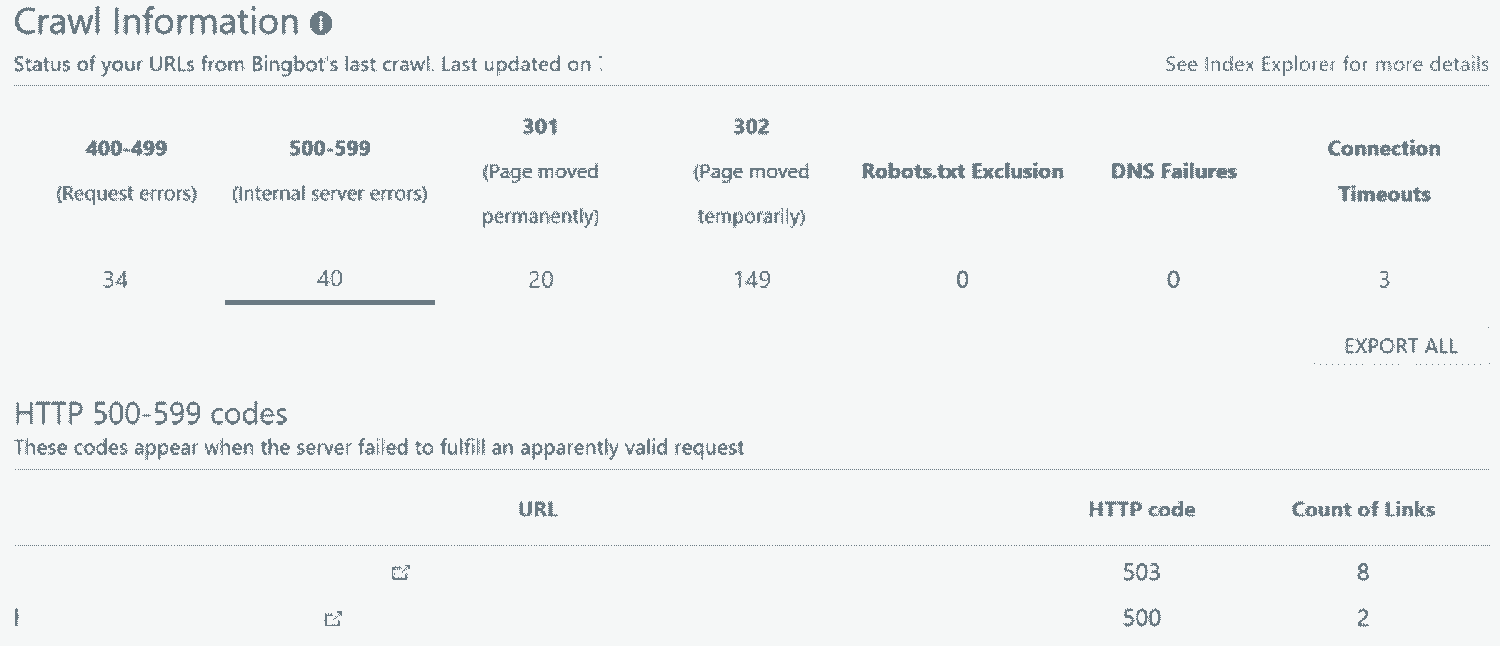 Crawl Information
Status of your URLs from Bingbot's last crawl. Last updated on
See Index Explorer for more details
400-499
(Request errors)
500-599
(Internal server errors)
301
(Page moved
permanently)
302
(Page moved
temporarily)
Robots.txt Exclusion
DNS Failures
Connection
Timeouts
34 40 20 149 0 0 3
EXPORT ALL
HTTP 500-599 codes
These codes appear when the server failed to fulfill an apparently valid request
URL HTTP code Count of Links
503 8
500 2